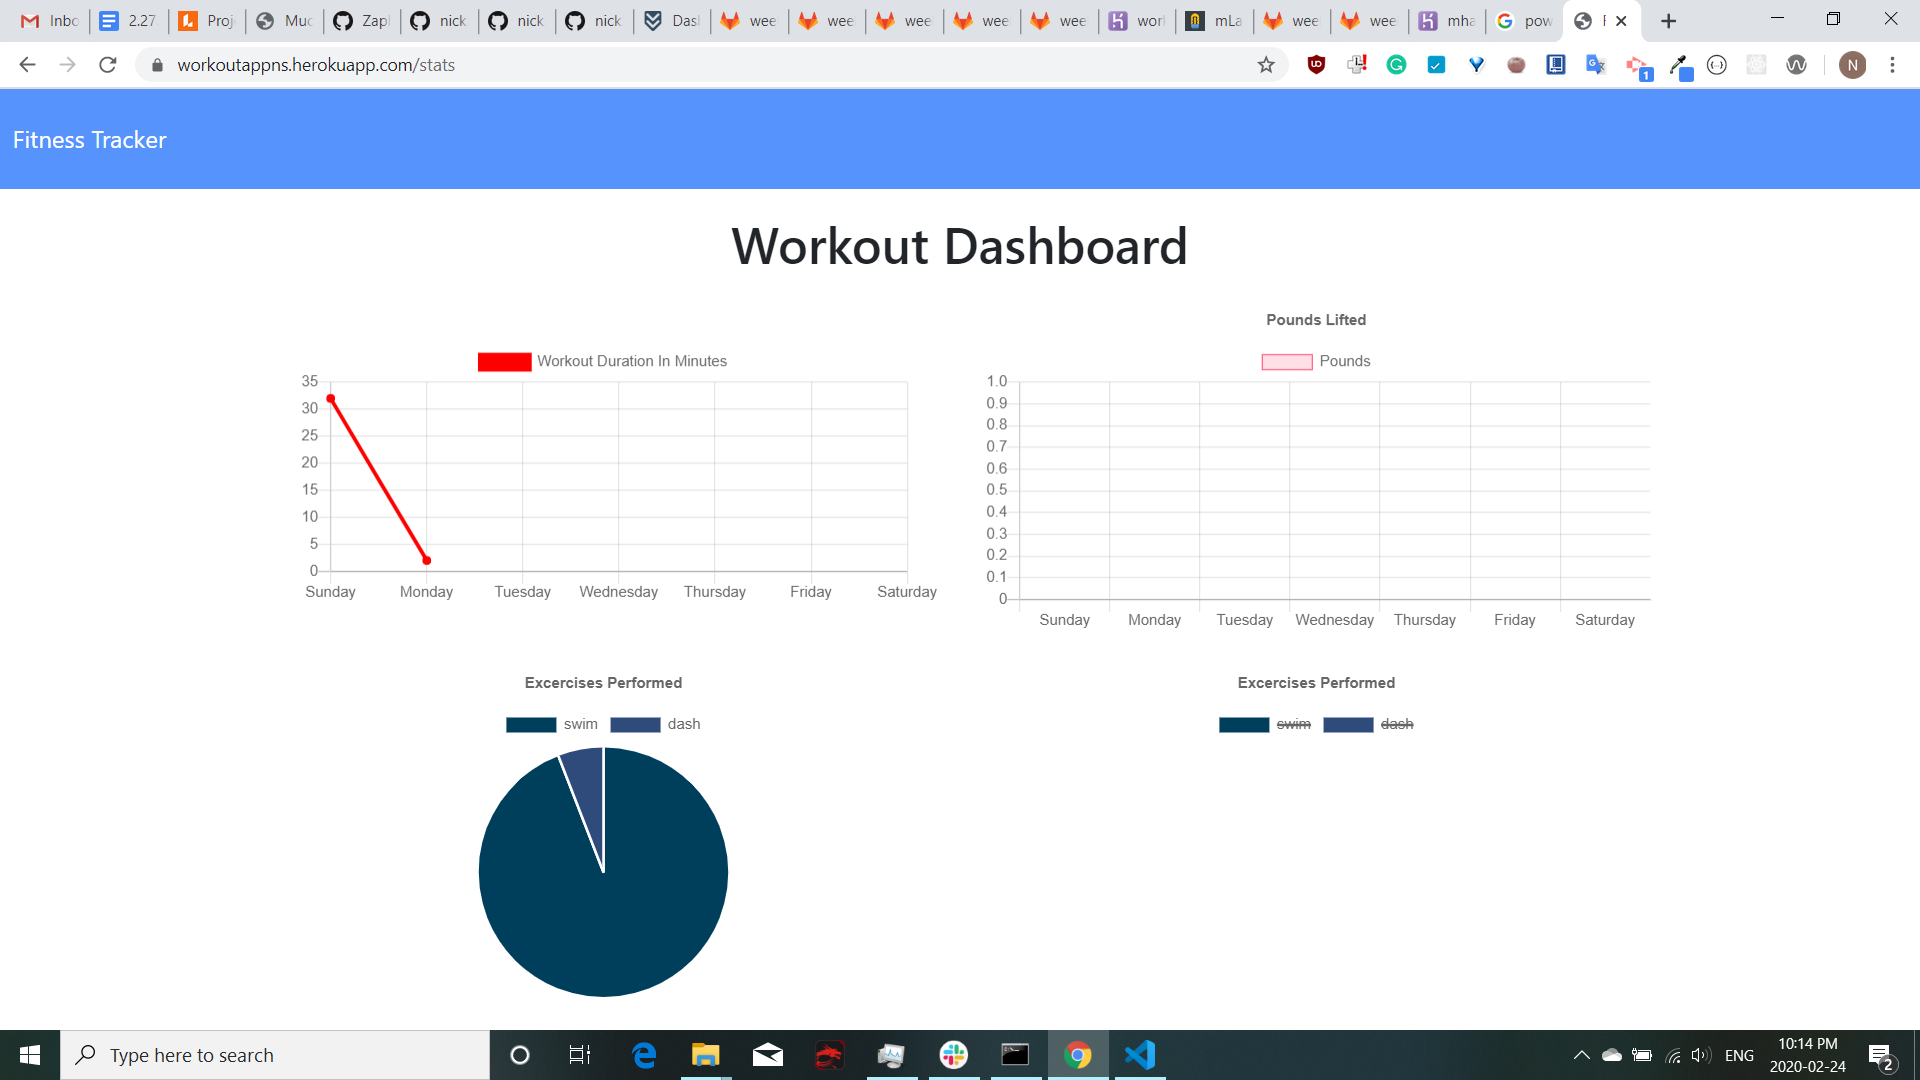 Inbo 2.27 Proj Muc Zapl nick nick nick Das wee wee wee wee wee wor mLa wee wee mha pow F
workoutappns.herokuapp.com/stats
1
N
Fitness Tracker
Workout Dashboard
Workout Duration In Minutes
35
30
25
20
15
10
5
0
Sunday Monday Tuesday Wednesday Thursday Friday Saturday
Pounds Lifted
Pounds
1.0
0.9
0.8
0.7
0.6
0.5
0.4
0.3
0.2
0.1
0
Sunday Monday Tuesday Wednesday Thursday Friday Saturday
Excercises Performed
swim dash
Excercises Performed
swim dash
Type here to search
ENG
10:14 PM
2020-02-24
2